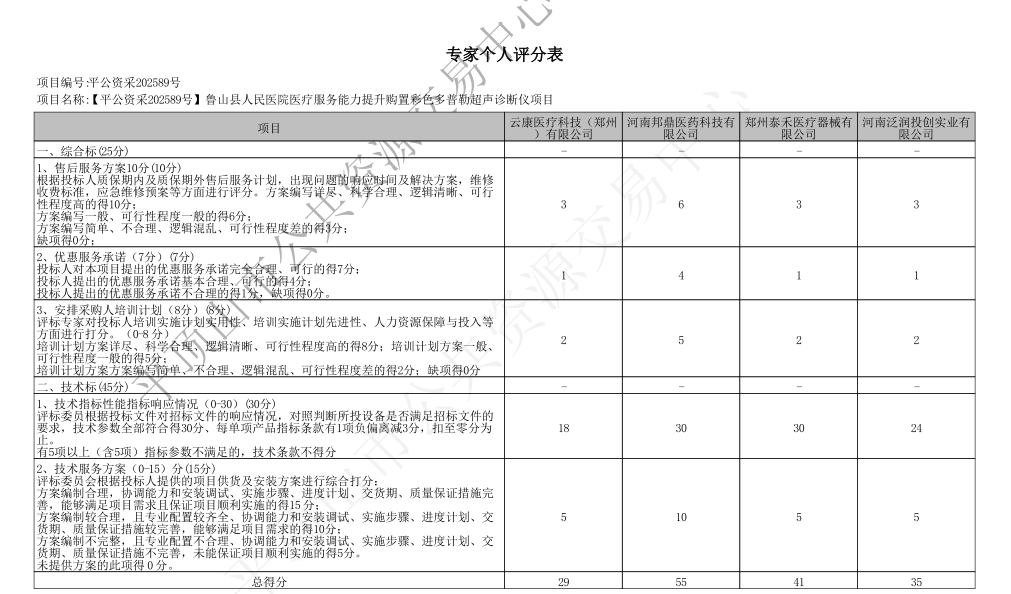 专家个人评分表
项目编号:平公资采202589号
项目名称:【平公资采202589号】鲁山县人民医院医疗服务能力提升购置彩色多普勒超声诊断仪项目
项目
云康医疗科技（郑州
）有限公司
河南邦鼎医药科技有
限公司
郑州泰禾医疗器械有
限公司
河南泛润投创实业有
限公司
一、综合标(25分)
- - - -
1、售后服务方案10分(10分)
根据投标人质保期内及质保期外售后服务计划，出现问题的响应时间及解决方案，维修
收费标准，应急维修预案等方面进行评分。方案编写详尽、科学合理、逻辑清晰、可行
性程度高的得10分；
方案编写一般、可行性程度一般的得6分；
方案编写简单、不合理、逻辑混乱、可行性程度差的得3分；
缺项得0分；
3 6 3 3
2、优惠服务承诺（7分）(7分)
投标人对本项目提出的优惠服务承诺完全合理、可行的得7分；
投标人提出的优惠服务承诺基本合理、可行的得4分；
投标人提出的优惠服务承诺不合理的得1分，缺项得0分。
1 4 1 1
3、安排采购人培训计划（8分）(8分)
评标专家对投标人培训实施计划实用性、培训实施计划先进性、人力资源保障与投入等
方面进行打分。（0-8 分）
培训计划方案详尽、科学合理、逻辑清晰、可行性程度高的得8分；培训计划方案一般、
可行性程度一般的得5分；
培训计划方案方案编写简单、不合理、逻辑混乱、可行性程度差的得2分；缺项得0分
2 5 2 2
二、技术标(45分)
- - - -
1、技术指标性能指标响应情况（0-30）(30分)
评标委员根据投标文件对招标文件的响应情况，对照判断所投设备是否满足招标文件的
要求，技术参数全部符合得30分、每单项产品指标条款有1项负偏离减3分，扣至零分为
止。
有5项以上（含5项）指标参数不满足的，技术条款不得分
18 30 30 24
2、技术服务方案（0-15）分(15分)
评标委员会根据投标人提供的项目供货及安装方案进行综合打分：
方案编制合理，协调能力和安装调试、实施步骤、进度计划、交货期、质量保证措施完
善，能够满足项目需求且保证项目顺利实施的得15 分；
方案编制较合理，且专业配置较齐全、协调能力和安装调试、实施步骤、进度计划、交
货期、质量保证措施较完善，能够满足项目需求的得10分；
方案编制不完整，且专业配置不合理、协调能力和安装调试、实施步骤、进度计划、交
货期、质量保证措施不完善，未能保证项目顺利实施的得5分。
未提供方案的此项得 0 分。
5 10 5 5
总得分
29 55 41 35
平顶山市公共资源交易中心
平顶山市公共资源交易中心